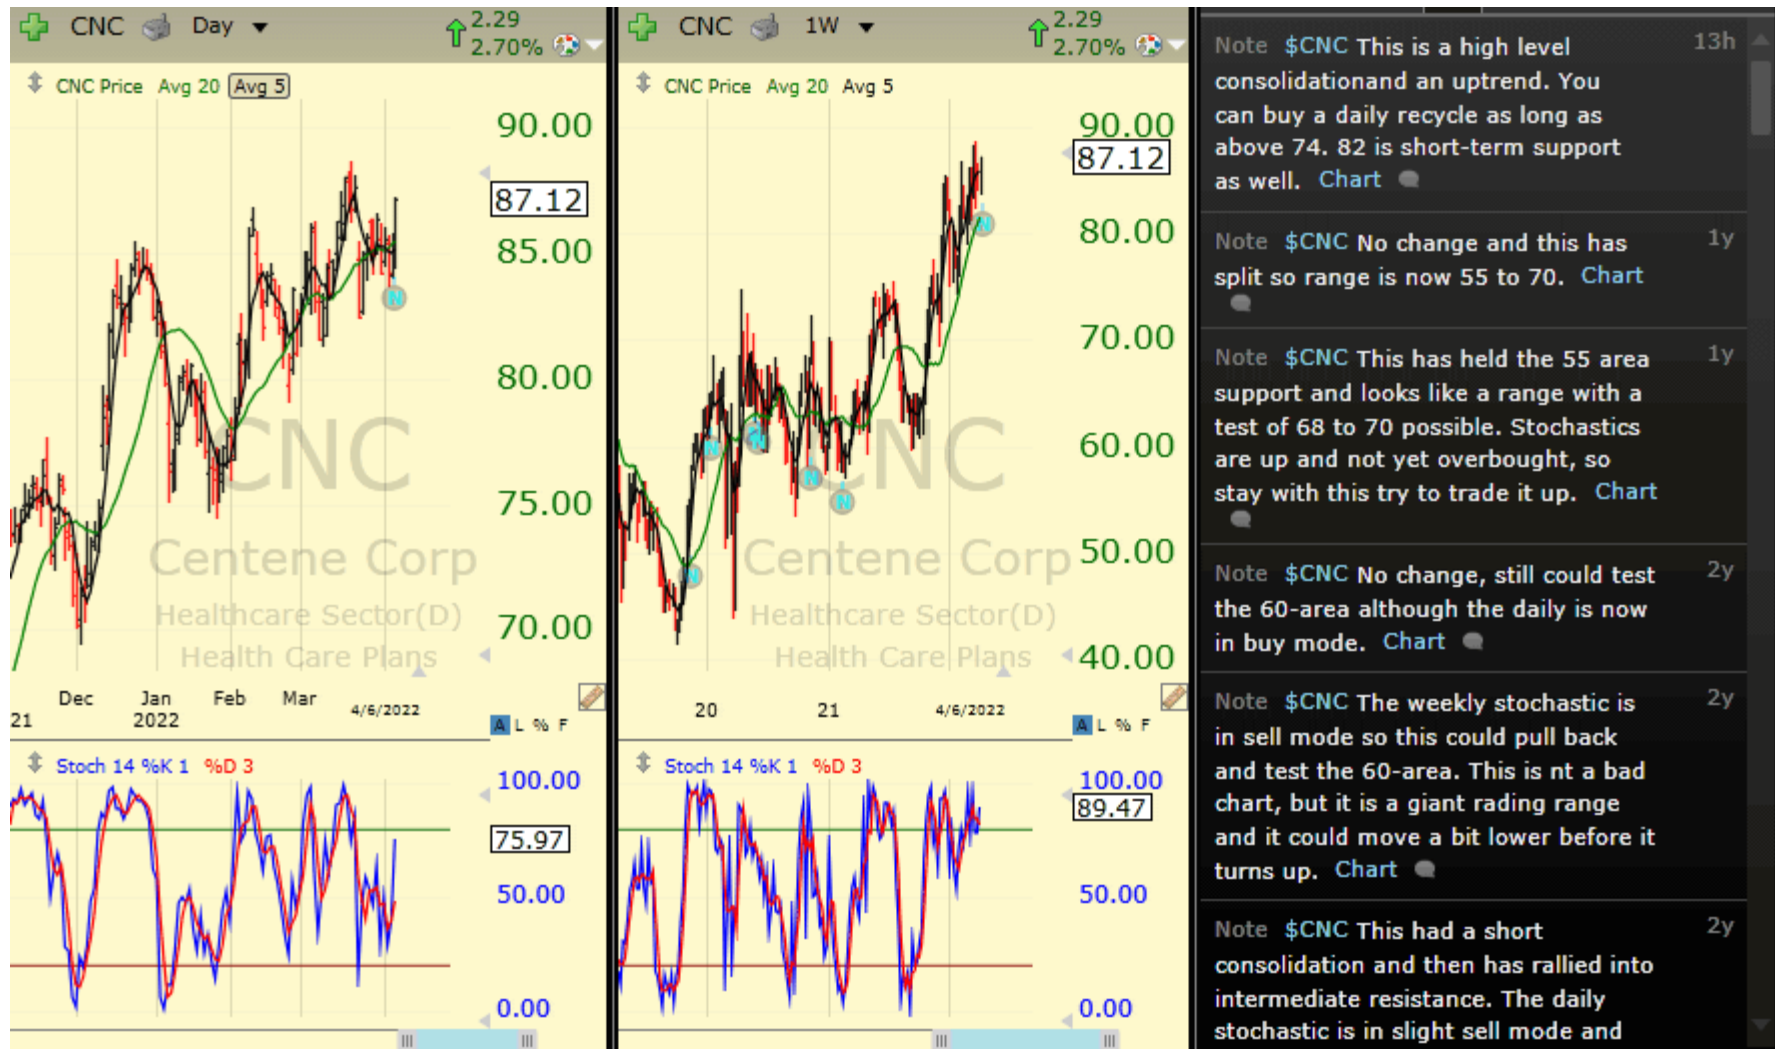 CNC Day
2.29
2.70%
CNC Price Avg 20 Avg 5
90.00
87.12
85.00
80.00
75.00
70.00
CNC
Centene Corp
Healthcare Sector(D)
Health Care Plans
Dec Jan Feb Mar 4/6/2022
21 2022
A L % F
Stoch 14 %K 1 %D 3
100.00
75.97
50.00
0.00
N
CNC 1W
2.29
2.70%
CNC Price Avg 20 Avg 5
90.00
87.12
80.00
70.00
60.00
50.00
40.00
CNC
Centene Corp
Healthcare Sector(D)
Health Care Plans
N
N
N
N
N
N
20 21 4/6/2022
A L % F
Stoch 14 %K 1 %D 3
100.00
89.47
50.00
0.00
Note $CNC This is a high level 13h
consolidationand an uptrend. You
can buy a daily recycle as long as
above 74. 82 is short-term support
as well. Chart
Note $CNC No change and this has 1y
split so range is now 55 to 70. Chart
Note $CNC This has held the 55 area 1y
support and looks like a range with a
test of 68 to 70 possible. Stochastics
are up and not yet overbought, so
stay with this try to trade it up. Chart
Note $CNC No change, still could test 2y
the 60-area although the daily is now
in buy mode. Chart
Note $CNC The weekly stochastic is 2y
in sell mode so this could pull back
and test the 60-area. This is nt a bad
chart, but it is a giant rading range
and it could move a bit lower before it
turns up. Chart
Note $CNC This had a short 2y
consolidation and then has rallied into
intermediate resistance. The daily
stochastic is in slight sell mode and